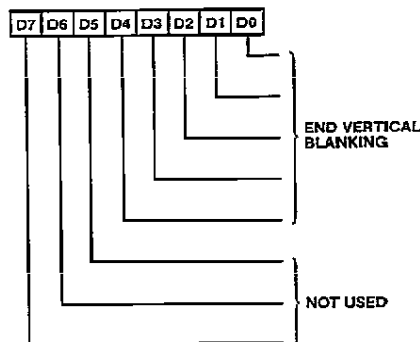 D7 D6 D5 D4 D3 D2 D1 D0
END VERTICAL
BLANKING
NOT USED